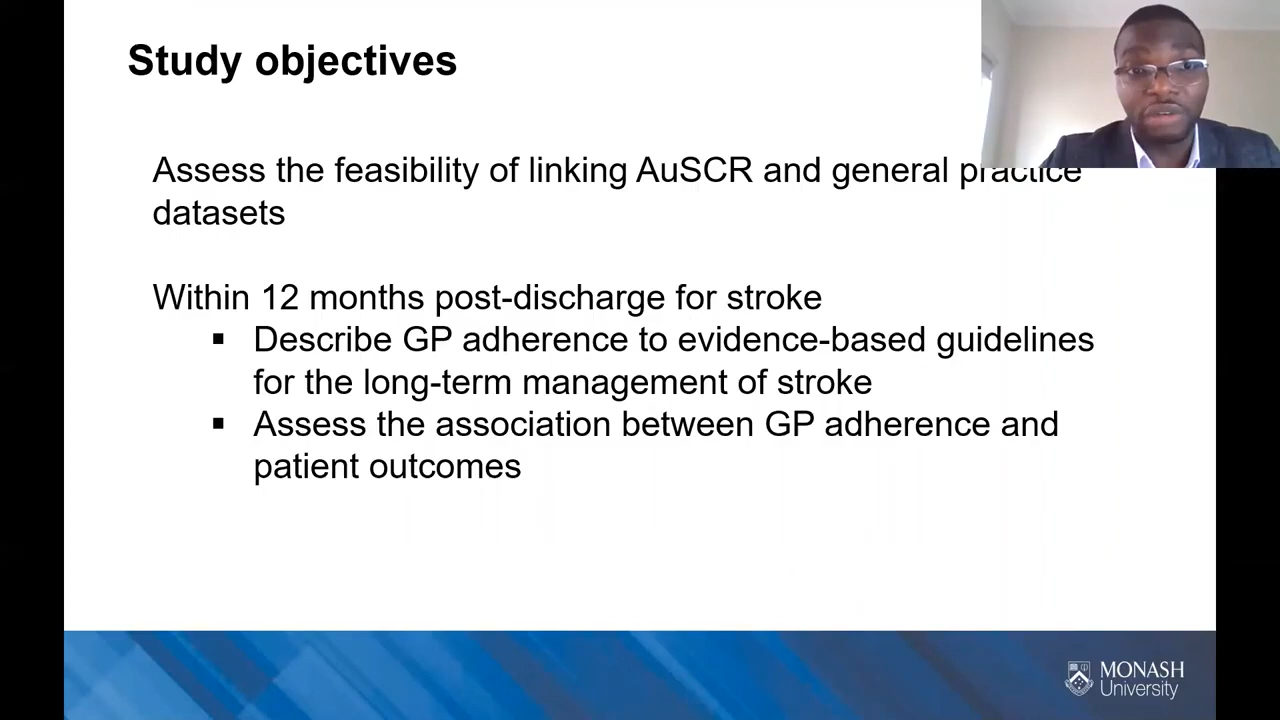 Study objectives
Assess the feasibility of linking AuSCR and general practice
datasets
Within 12 months post-discharge for stroke
▪ Describe GP adherence to evidence-based guidelines
for the long-term management of stroke
▪ Assess the association between GP adherence and
patient outcomes
MONASH
University